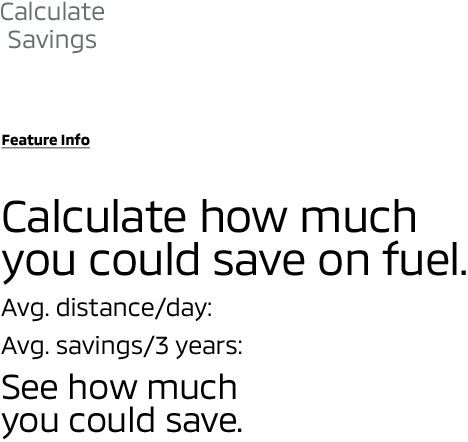 Calculate
Savings
Feature Info
Calculate how much
you could save on fuel.
Avg. distance/day:
Avg. savings/3 years:
See how much
you could save.